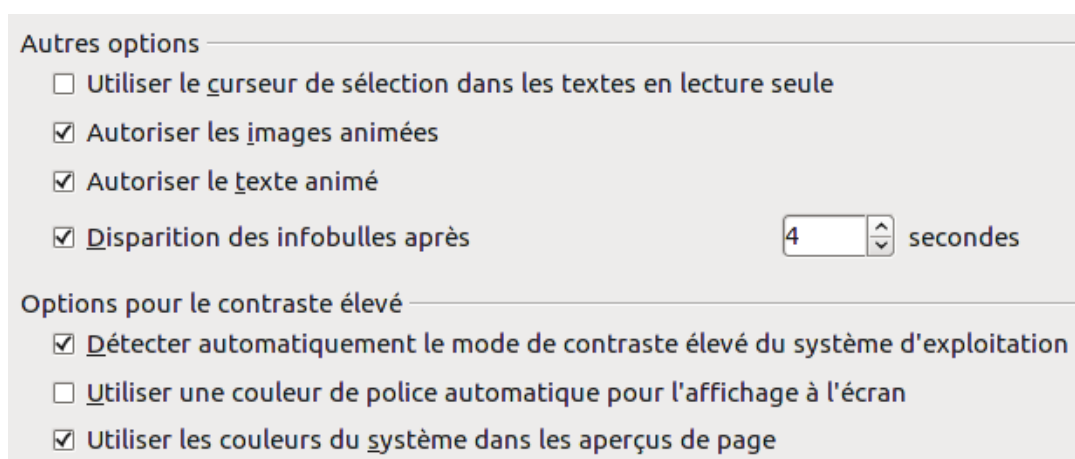 Autres options
Utiliser le curseur de sélection dans les textes en lecture seule
Autoriser les images animées
Autoriser le texte animé
Disparition des infobulles après 4 secondes
Options pour le contraste élevé
Détecter automatiquement le mode de contraste élevé du système d'exploitation
Utiliser une couleur de police automatique pour l'affichage à l'écran
Utiliser les couleurs du système dans les aperçus de page